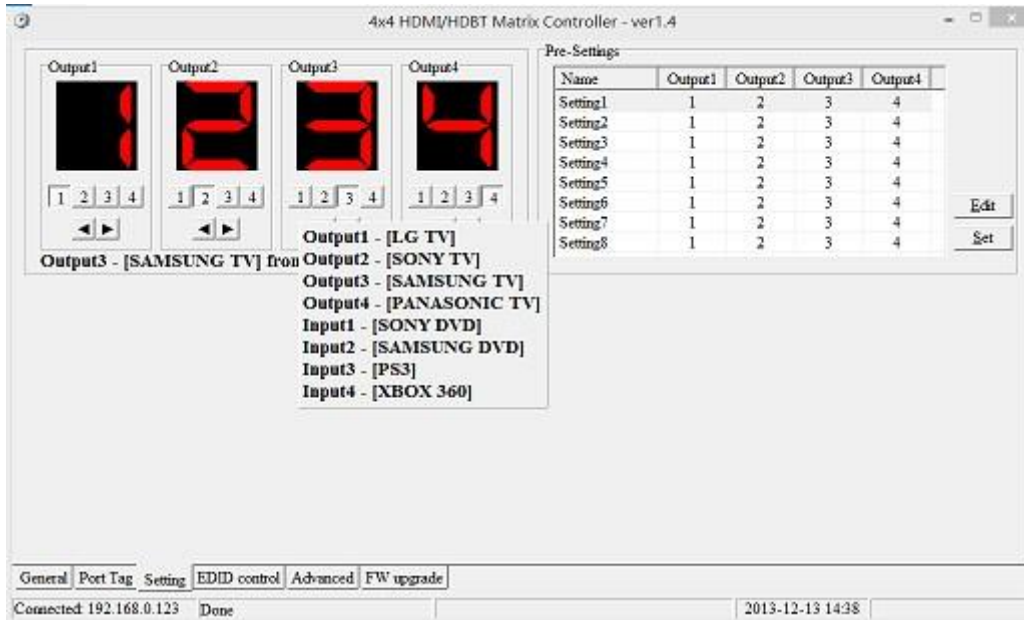 4x4 HDMI/HDBT Matrix Controller - ver1.4
Output1 Output2 Output3 Output4
1 2 3 4
1 2 3 4 1 2 3 4 1 2 3 4 1 2 3 4
Output3 - [SAMSUNG TV] from
Output1 - [LG TV]
Output2 - [SONY TV]
Output3 - [SAMSUNG TV]
Output4 - [PANASONIC TV]
Input1 - [SONY DVD]
Input2 - [SAMSUNG DVD]
Input3 - [PS3]
Input4 - [XBOX 360]
Pre-Settings
Name Output1 Output2 Output3 Output4
Setting1 1 2 3 4
Setting2 1 2 3 4
Setting3 1 2 3 4
Setting4 1 2 3 4
Setting5 1 2 3 4
Setting6 1 2 3 4
Setting7 1 2 3 4
Setting8 1 2 3 4
Edit
Set
General Port Tag Setting EDID control Advanced FW upgrade
Connected: 192.168.0.123 Done 2013-12-13 14:38